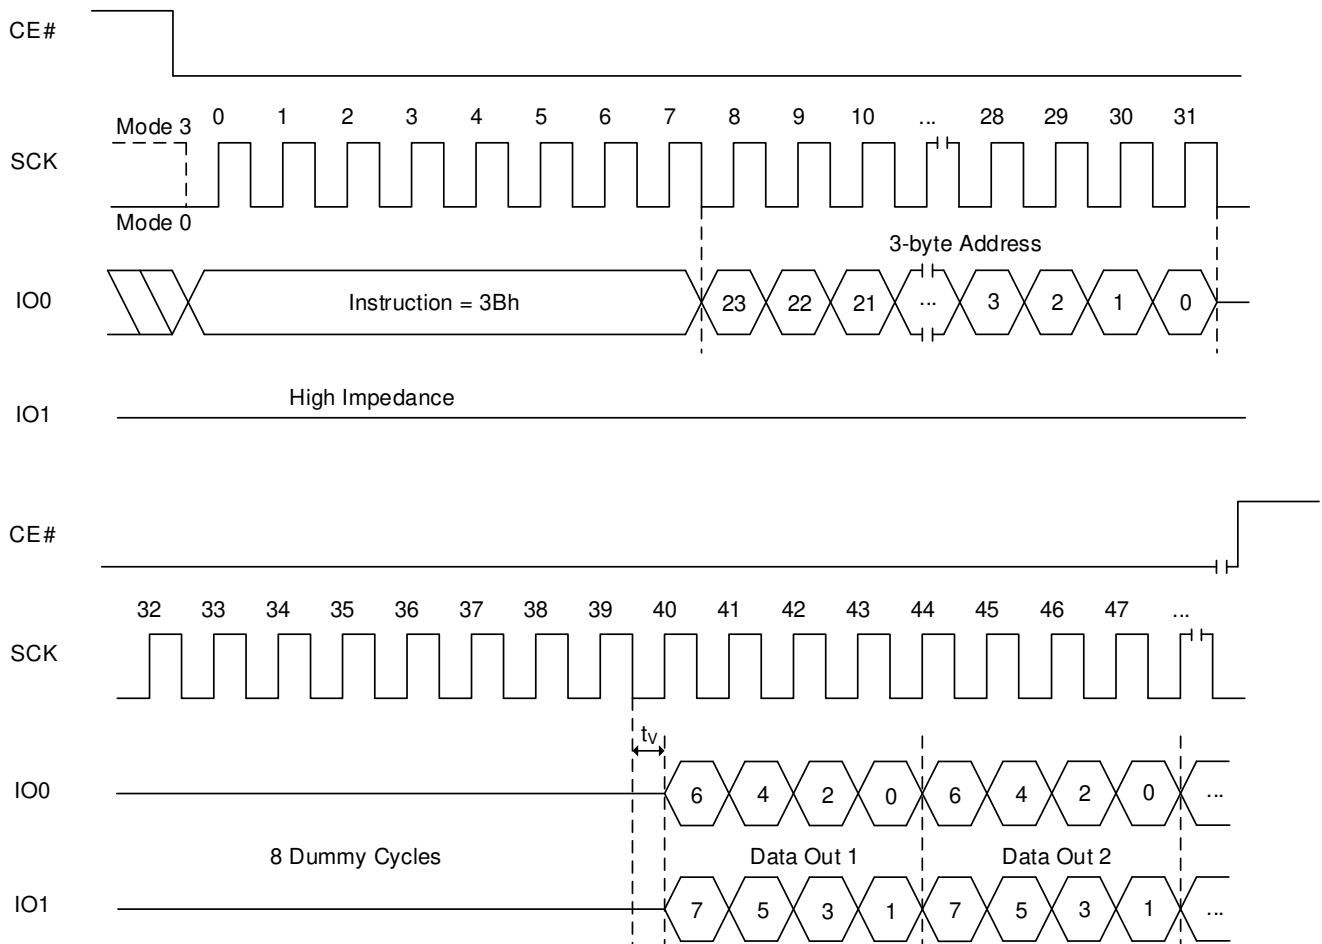 CE#
Mode 3 0 1 2 3 4 5 6 7 8 9 10 ... 28 29 30 31
SCK
Mode 0
3-byte Address
IO0 Instruction = 3Bh 23 22 21 ... 3 2 1 0
High Impedance
IO1
CE#
32 33 34 35 36 37 38 39 40 41 42 43 44 45 46 47 ...
SCK
tV
IO0 6 4 2 0 6 4 2 0 ...
8 Dummy Cycles Data Out 1 Data Out 2
IO1 7 5 3 1 7 5 3 1 ...